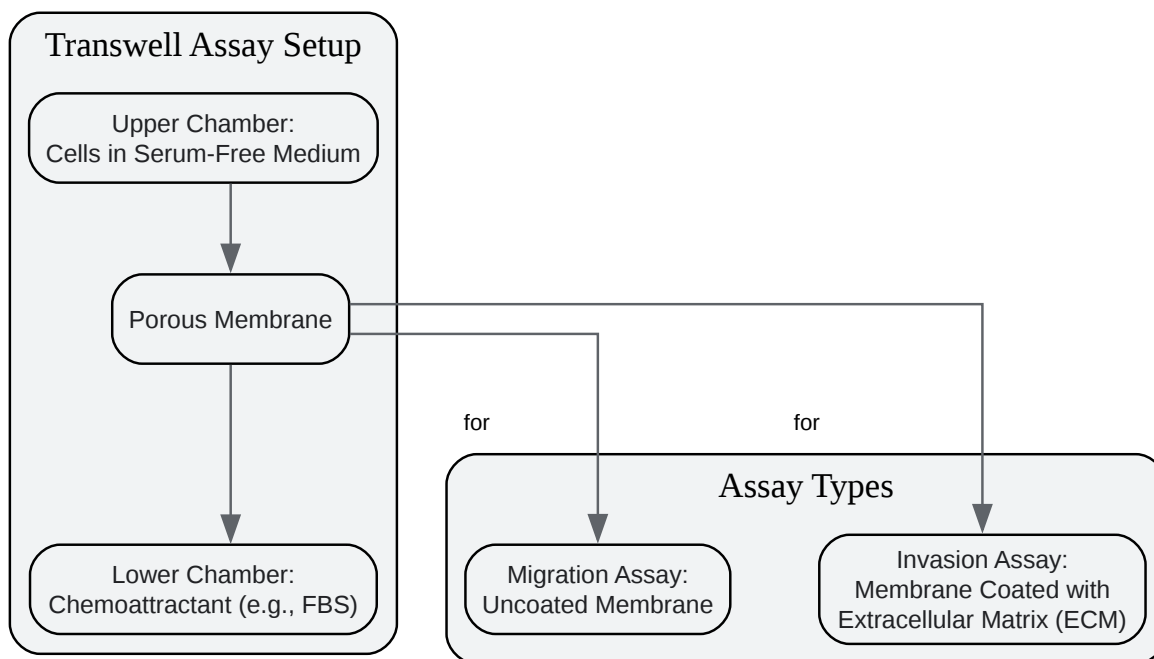 Transwell Assay Setup
Upper Chamber:
Cells in Serum-Free Medium
Porous Membrane
for
for
Assay Types
Lower Chamber:
Chemoattractant (e.g., FBS)
Migration Assay:
Uncoated Membrane
Invasion Assay:
Membrane Coated with
Extracellular Matrix (ECM)